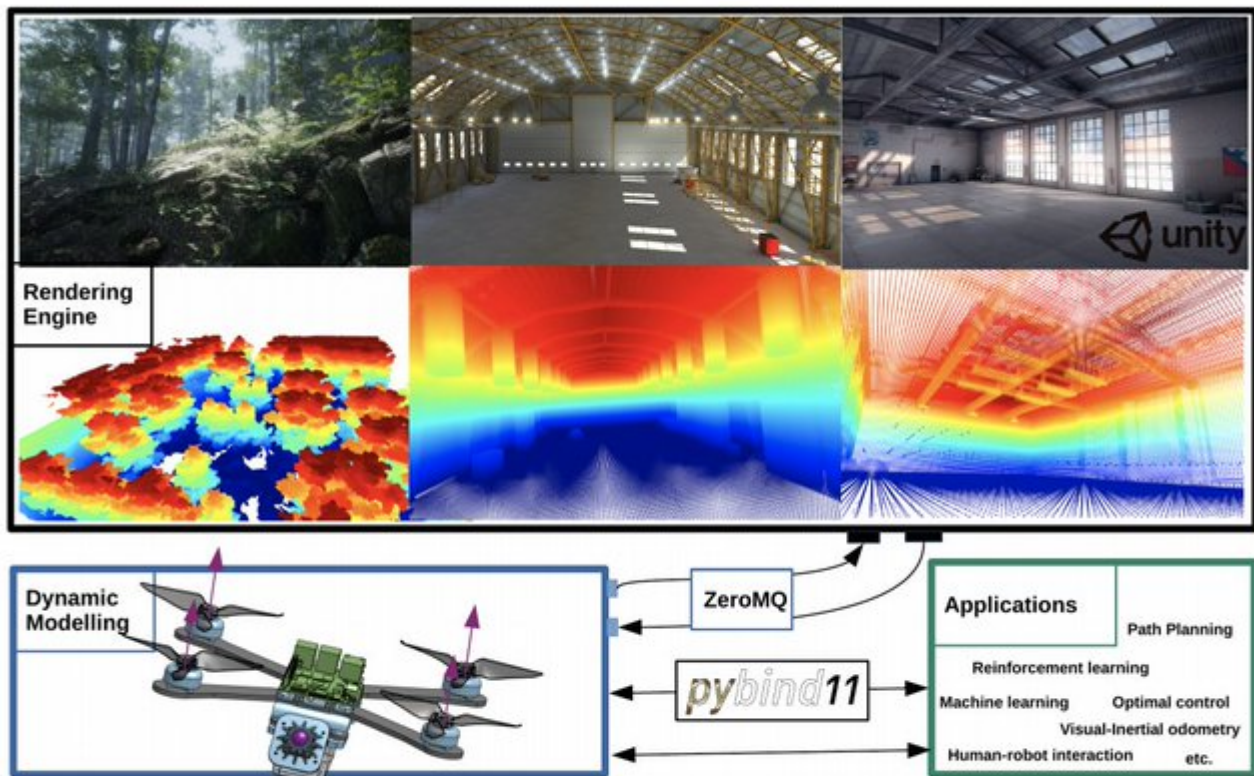 unity
Rendering
Engine
Dynamic
Modelling
ZeroMQ
pybind11
Applications
Path Planning
Reinforcement learning
Machine learning Optimal control
Visual-Inertial odometry
Human-robot interaction etc.